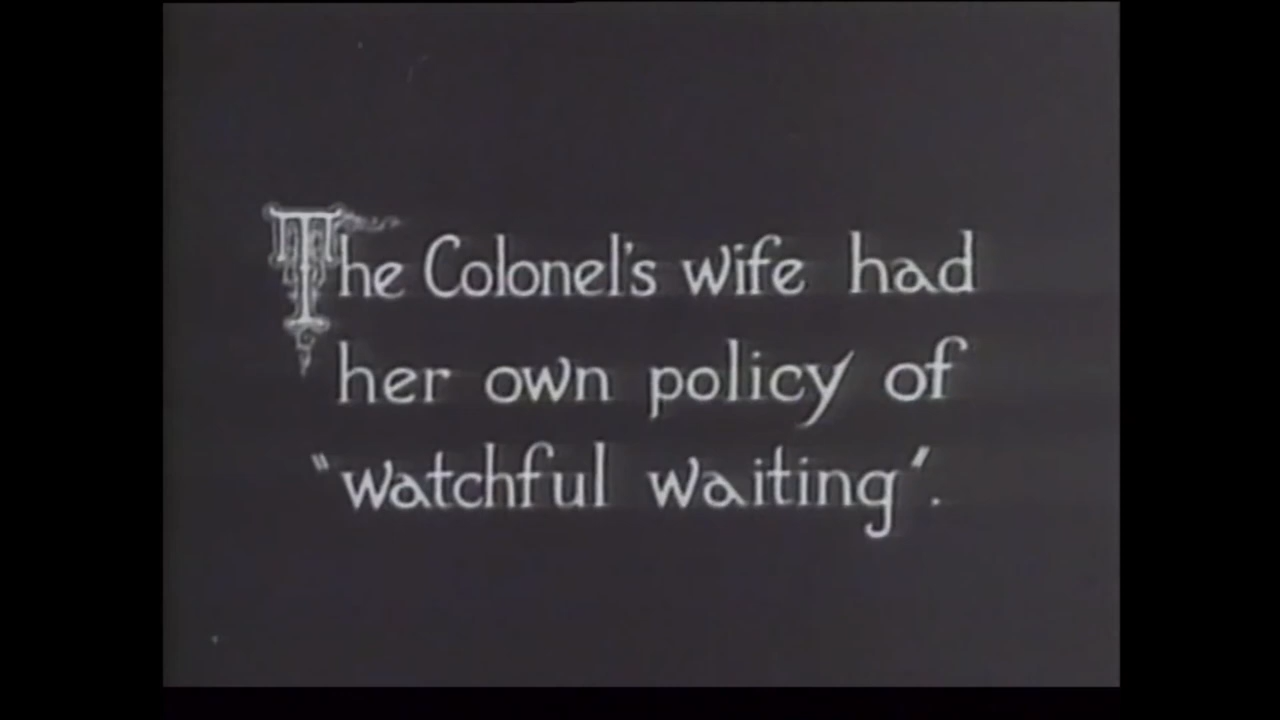 The Colonel's wife had
her own policy of
"watchful waiting".